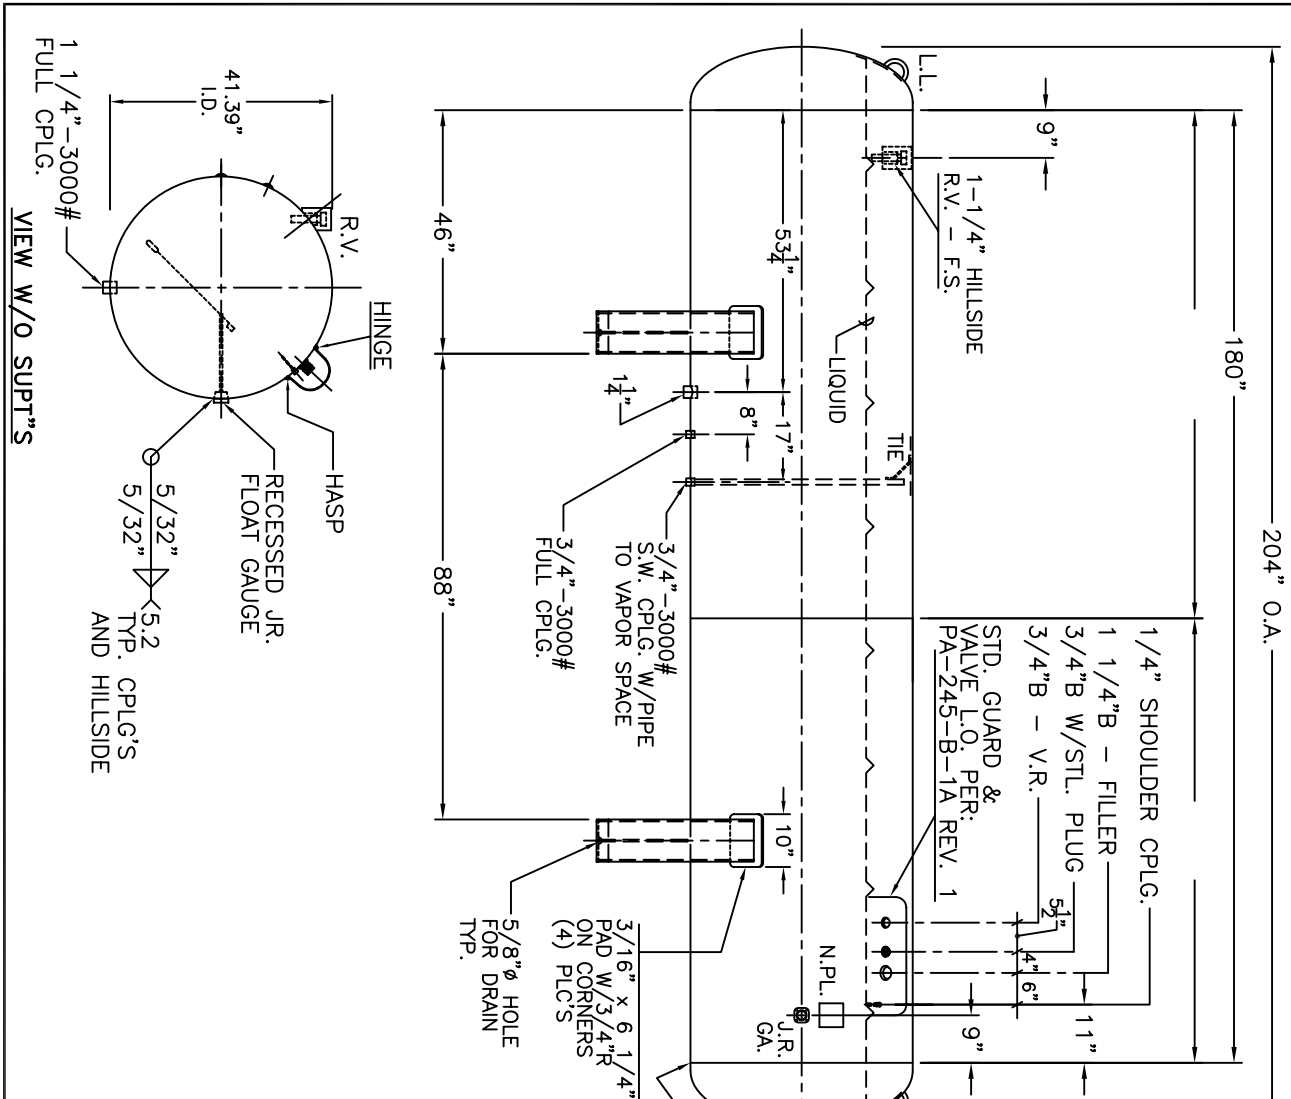 204" O.A.
180"
9"
L.L.
1-1/4" HILLSIDE
R.V. - F.S.
53 1/4"
46"
LIQUID
TIE
1 1/4"
8"
17"
88"
3/4"-3000#
S.W. CPLG. W/PIPE
TO VAPOR SPACE
3/4"-3000#
FULL CPLG.
1/4" SHOULDER CPLG.
1 1/4"B - FILLER
3/4"B W/STL. PLUG
3/4"B - V.R.
STD. GUARD &
VALVE L.O. PER:
PA-245-B-1A REV. 1
5 1/2"
4"
6"
11"
9"
N.PL.
J.R.
GA.
10"
3/16" x 6 1/4"
PAD W/3/4"R
ON CORNERS
(4) PLC'S
5/8"ø HOLE
FOR DRAIN
TYP.
41.39"
I.D.
1 1/4"-3000#
FULL CPLG.
R.V.
HINGE
HASP
RECESSED JR.
FLOAT GAUGE
5/32"
5/32"
5.2
TYP. CPLG'S
AND HILLSIDE
VIEW W/O SUPT"S